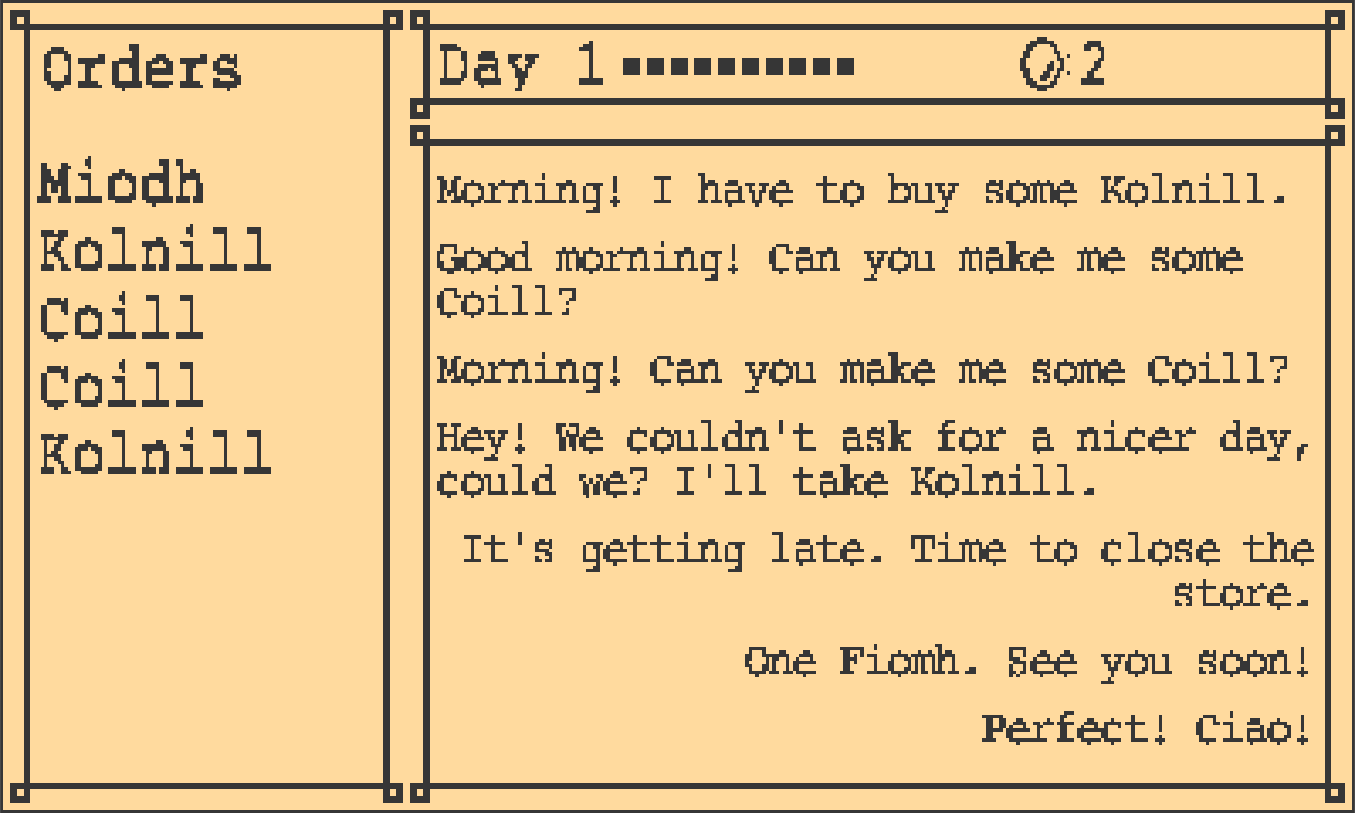 Orders
Miodh
Kolnill
Coill
Coill
Kolnill
Day 1
:2
Morning! I have to buy some Kolnill.
Good morning! Can you make me some
Coill?
Morning! Can you make me some Coill?
Hey! We couldn't ask for a nicer day,
could we? I'll take Kolnill.
It's getting late. Time to close the
store.
One Fiomh. See you soon!
Perfect! Ciao!